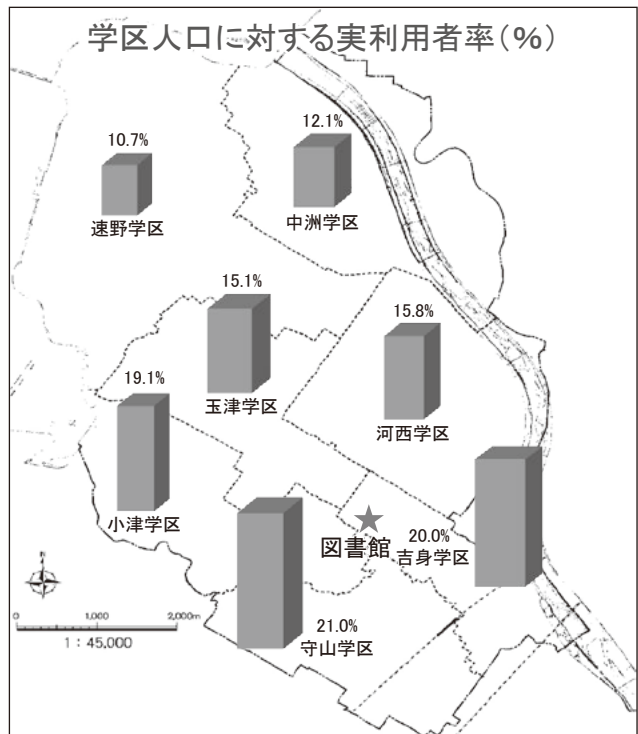 学区人口に対する実利用者率(%)
10.7%
速野学区
12.1%
中洲学区
15.1%
玉津学区
15.8%
河西学区
19.1%
小津学区
図書館
20.0%
吉身学区
21.0%
守山学区
N
0 1,000 2,000m
1:45,000